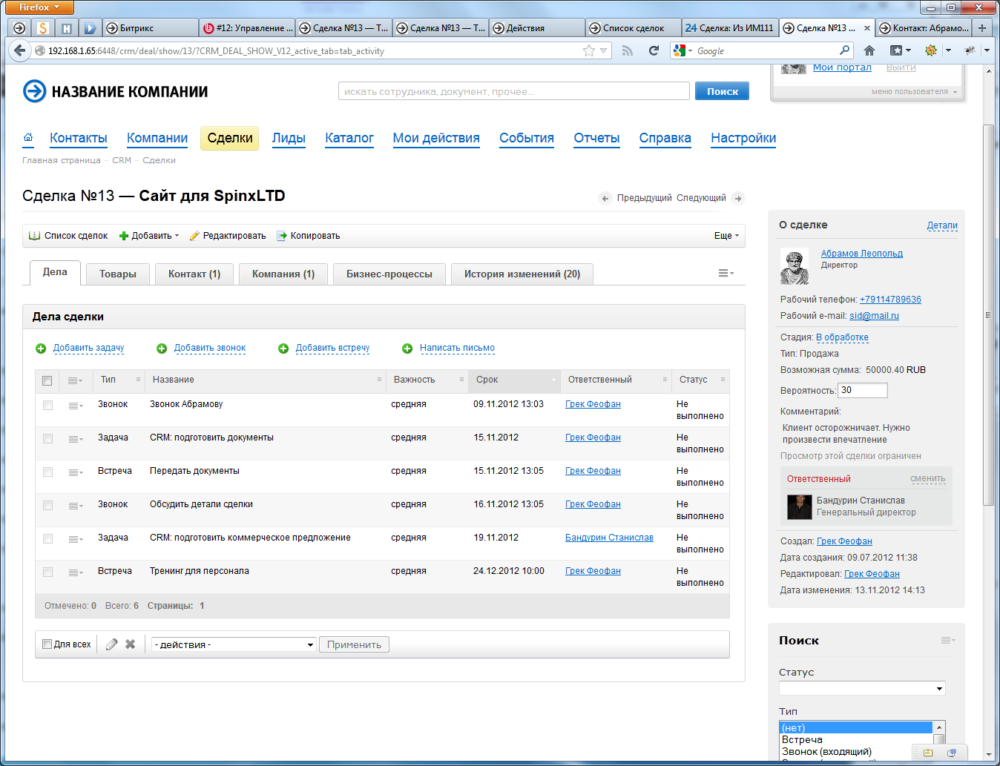 Firefox
Битрикс
#12: Управление ...
Сделка №13 — Т...
Сделка №13 — Т...
Действия
Список сделок
24 Сделка: Из ИМ111
Сделка №13 ...
Контакт: Абрамо...
192.168.1.65:6448/crm/deal/show/13/?CRM_DEAL_SHOW_V12_active_tab=tab_activity
Google
Мой портал Выйти
меню пользователя
НАЗВАНИЕ КОМПАНИИ
искать сотрудника, документ, прочее...
Поиск
Контакты Компании Сделки Лиды Каталог Мои действия События Отчеты Справка Настройки
Главная страница – CRM – Сделки
Сделка №13 — Сайт для SpinxLTD
Предыдущий Следующий
Список сделок Добавить Редактировать Копировать Еще
Дела Товары Контакт (1) Компания (1) Бизнес-процессы История изменений (20)
Дела сделки
Добавить задачу Добавить звонок Добавить встречу Написать письмо
Тип Название Важность Срок Ответственный Статус
Звонок Звонок Абрамову средняя 09.11.2012 13:03 Грек Феофан Не выполнено
Задача CRM: подготовить документы средняя 15.11.2012 Грек Феофан Не выполнено
Встреча Передать документы средняя 15.11.2012 13:05 Грек Феофан Не выполнено
Звонок Обсудить детали сделки средняя 16.11.2012 13:05 Грек Феофан Не выполнено
Задача CRM: подготовить коммерческое предложение средняя 19.11.2012 Бандурин Станислав Не выполнено
Встреча Тренинг для персонала средняя 24.12.2012 10:00 Грек Феофан Не выполнено
Отмечено: 0 Всего: 6 Страницы: 1
Для всех - действия - Применить
О сделке Детали
Абрамов Леопольд
Директор
Рабочий телефон: +79114789636
Рабочий e-mail: sid@mail.ru
Стадия: В обработке
Тип: Продажа
Возможная сумма: 50000.40 RUB
Вероятность: 30
Комментарий:
Клиент осторожничает. Нужно
произвести впечатление
Просмотр этой сделки ограничен
Ответственный сменить
Бандурин Станислав
Генеральный директор
Создал: Грек Феофан
Дата создания: 09.07.2012 11:38
Редактировал: Грек Феофан
Дата изменения: 13.11.2012 14:13
Поиск
Статус
Тип
(нет)
Встреча
Звонок (входящий)